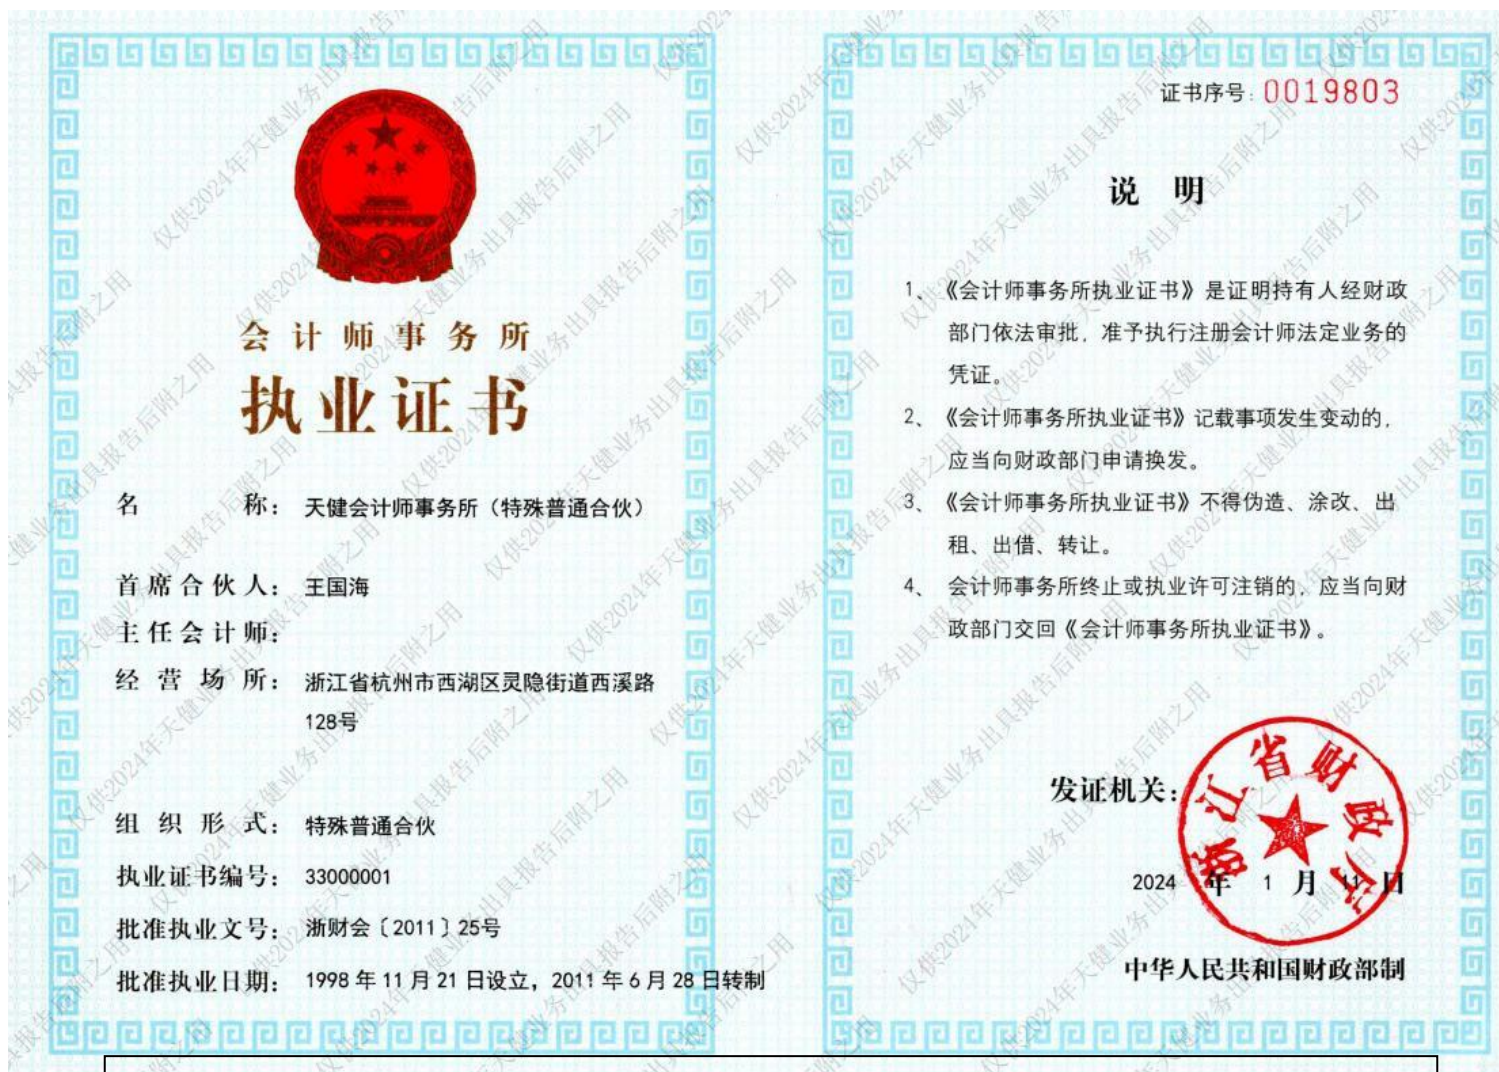 会计师事务所
执业证书
名称：天健会计师事务所（特殊普通合伙）
首席合伙人：王国海
主任会计师：
经营场所：浙江省杭州市西湖区灵隐街道西溪路
128号
组织形式：特殊普通合伙
执业证书编号：33000001
批准执业文号：浙财会〔2011〕25号
批准执业日期：1998年11月21日设立，2011年6月28日转制
证书序号：0019803
说明
1、《会计师事务所执业证书》是证明持有人经财政
部门依法审批，准予执行注册会计师法定业务的
凭证。
2、《会计师事务所执业证书》记载事项发生变动的，
应当向财政部门申请换发。
3、《会计师事务所执业证书》不得伪造、涂改、出
租、出借、转让。
4、会计师事务所终止或执业许可注销的，应当向财
政部门交回《会计师事务所执业证书》。
发证机关：
浙江省财政厅
2024年1月11日
中华人民共和国财政部制
仅供2024年天健业务出具报告后附之用